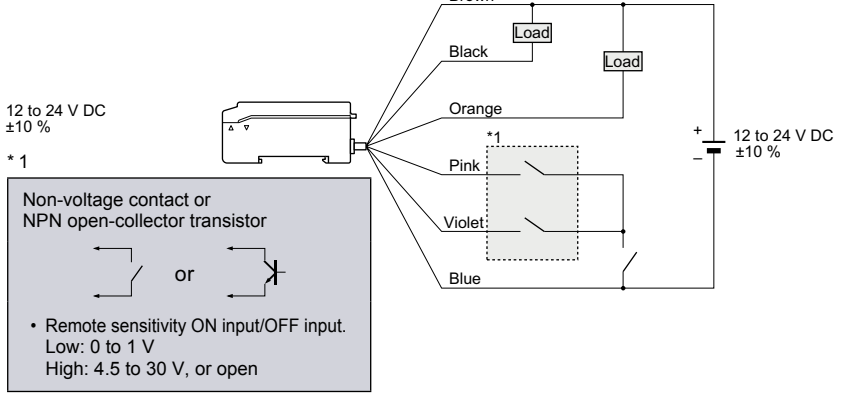 Brown
Load
Black
Load
Orange
12 to 24 V DC
±10 %
*1
+
12 to 24 V DC
±10 %
–
* 1
Pink
Non-voltage contact or
NPN open-collector transistor
Violet
or
Blue
• Remote sensitivity ON input/OFF input.
Low: 0 to 1 V
High: 4.5 to 30 V, or open